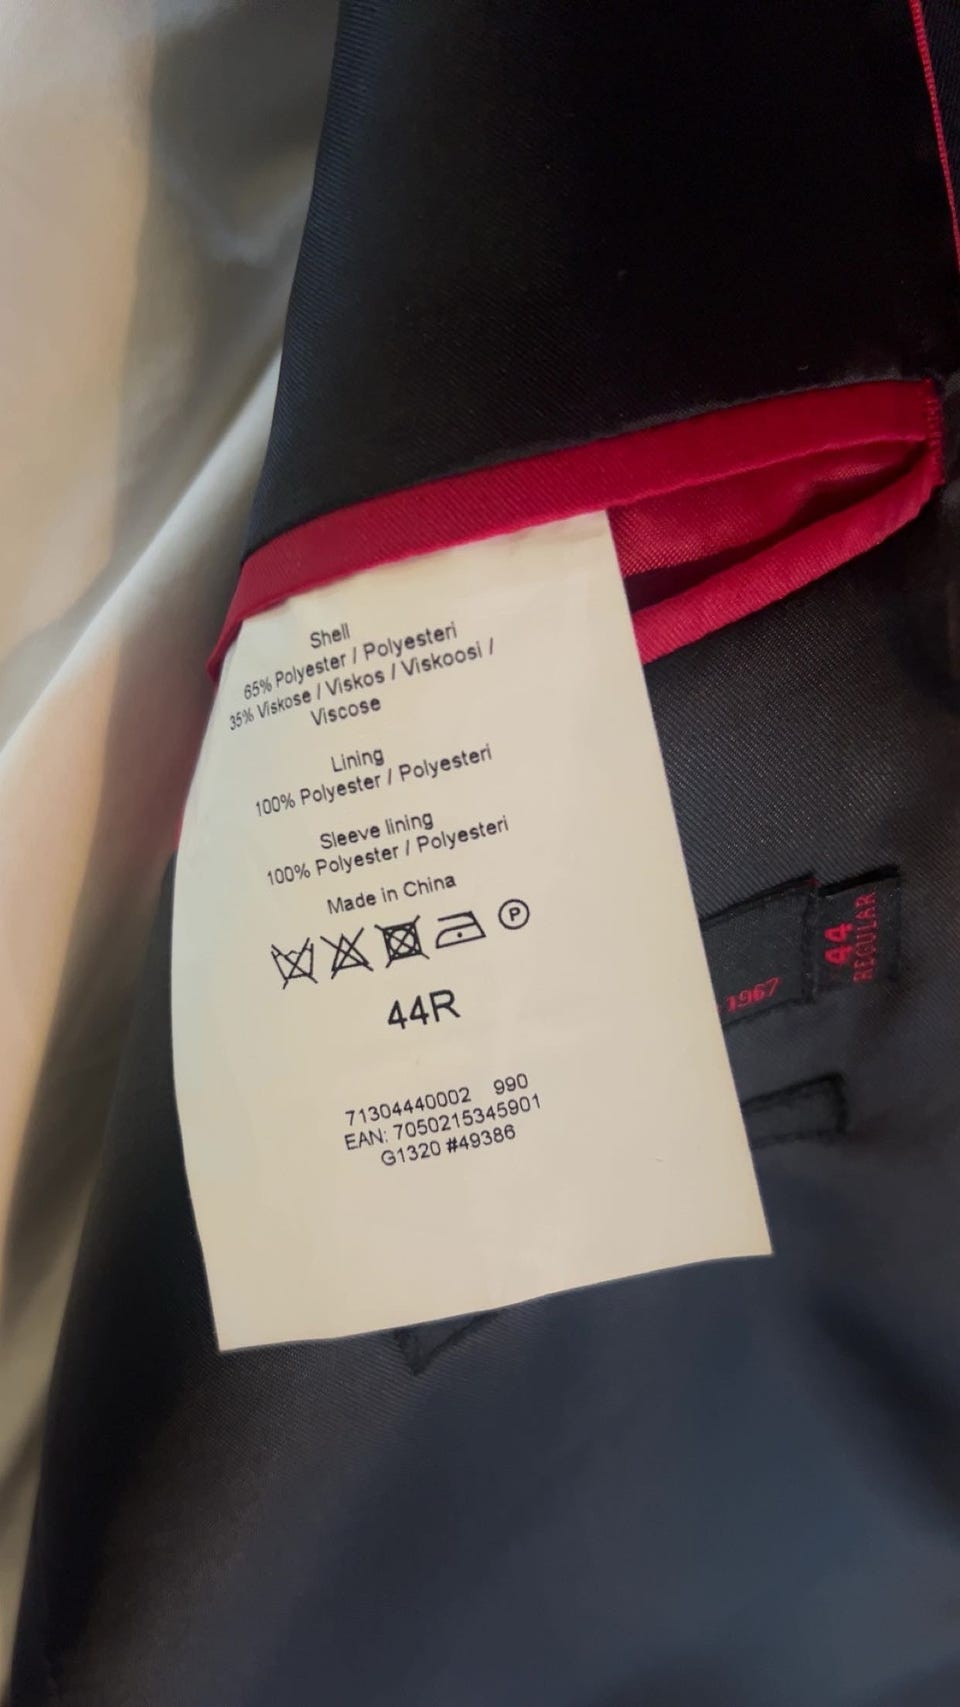 Shell
65% Polyester / Polyesteri
35% Viskose / Viskos / Viskoosi /
Viscose
Lining
100% Polyester / Polyesteri
Sleeve lining
100% Polyester / Polyesteri
Made in China
P
44R
71304440002 990
EAN: 7050215345901
G1320 #49386
1967
44
REGULAR